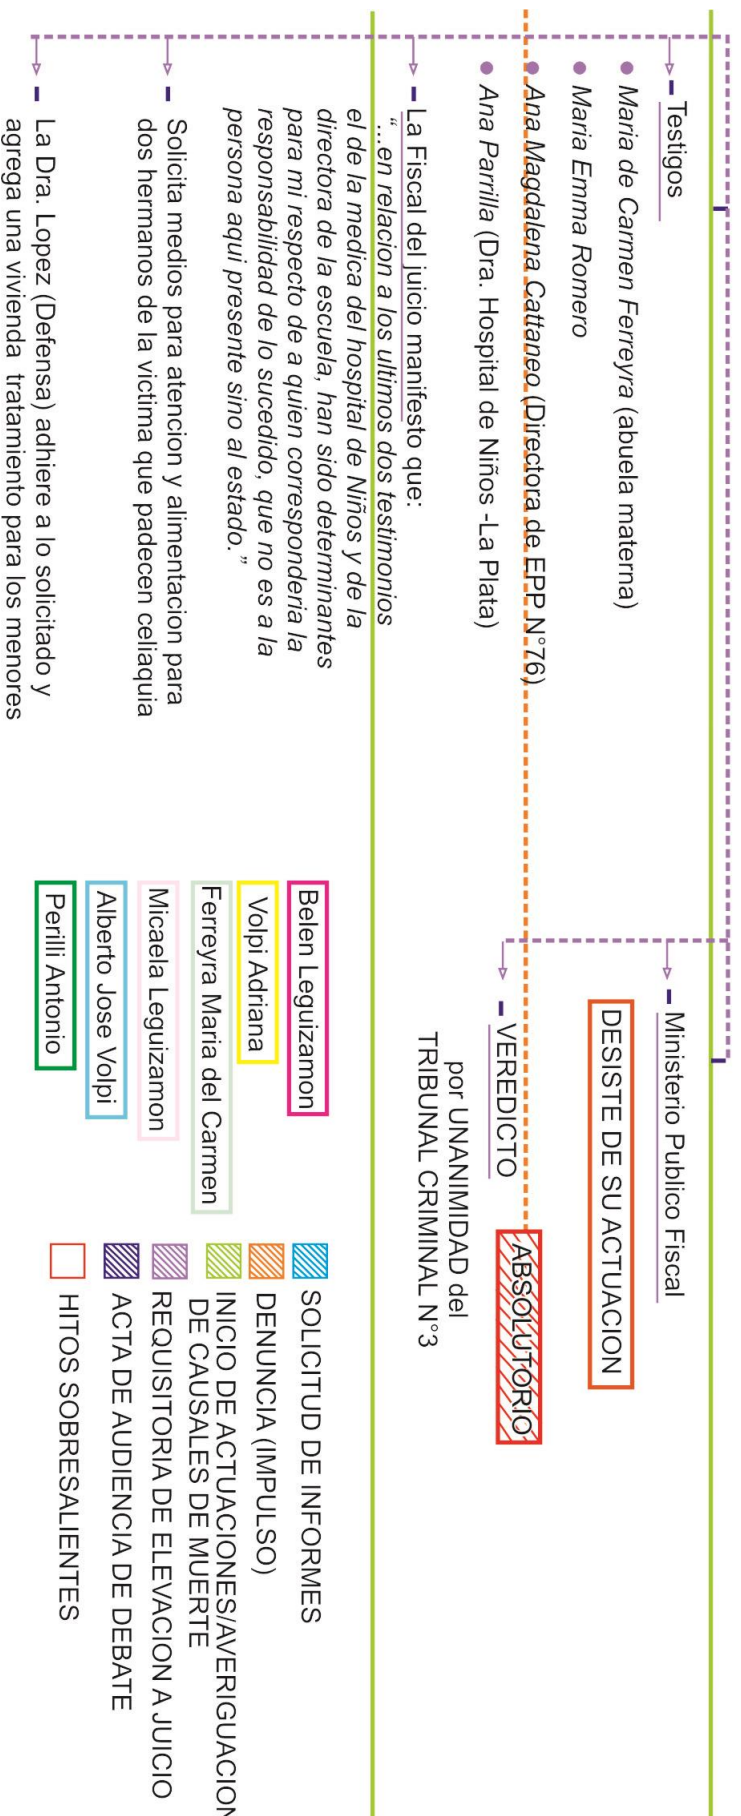 Testigos
Maria de Carmen Ferreyra (abuela materna)
Maria Emma Romero
Ana Magdalena Cattaneo (Directora de EPP N°76)
Ana Parrilla (Dra. Hospital de Niños -La Plata)
La Fiscal del juicio manifesto que:
“ ...en relacion a los ultimos dos testimonios
el de la medica del hospital de Niños y de la
directora de la escuela, han sido determinantes
para mi respecto de a quien corresponderia la
responsabilidad de lo sucedido, que no es a la
persona aqui presente sino al estado. ”
Solicita medios para atencion y alimentacion para
dos hermanos de la victima que padecen celiaquia
La Dra. Lopez (Defensa) adhiere a lo solicitado y
agrega una vivienda tratamiento para los menores
Ministerio Publico Fiscal
DESISTE DE SU ACTUACION
VEREDICTO
ABSOLUTORIO
por UNANIMIDAD del
TRIBUNAL CRIMINAL N°3
Belen Leguizamon
Volpi Adriana
Ferreyra Maria del Carmen
Micaela Leguizamon
Alberto Jose Volpi
Perilli Antonio
SOLICITUD DE INFORMES
DENUNCIA (IMPULSO)
INICIO DE ACTUACIONES/AVERIGUACION
DE CAUSALES DE MUERTE
REQUISITORIA DE ELEVACION A JUICIO
ACTA DE AUDIENCIA DE DEBATE
HITOS SOBRESALIENTES